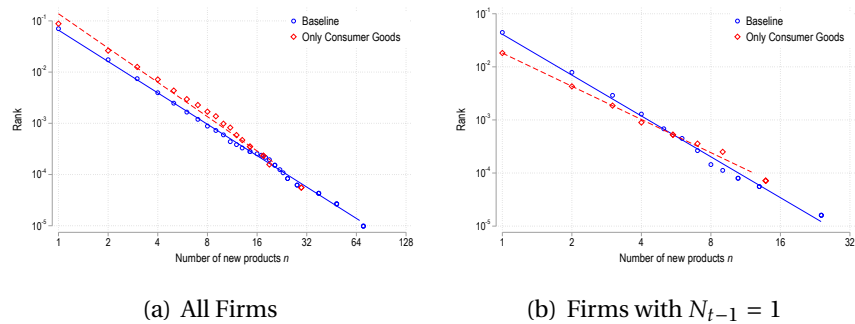 Baseline
Only Consumer Goods
10-1
10-2
10-3
10-4
10-5
Rank
1 2 4 8 16 32 64 128
Number of new products n
(a) All Firms
Baseline
Only Consumer Goods
10-1
10-2
10-3
10-4
10-5
Rank
1 2 4 8 16 32
Number of new products n
(b) Firms with Nt−1 = 1